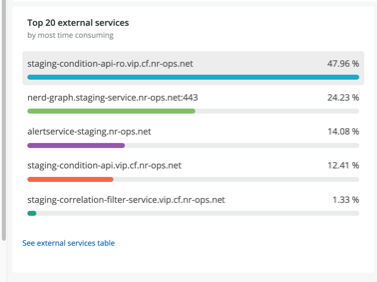 Top 20 external services
by most time consuming
staging-condition-api-ro.vip.cf.nr-ops.net 47.96 %
nerd-graph.staging-service.nr-ops.net:443 24.23 %
alertservice-staging.nr-ops.net 14.08 %
staging-condition-api.vip.cf.nr-ops.net 12.41 %
staging-correlation-filter-service.vip.cf.nr-ops.net 1.33 %
See external services table